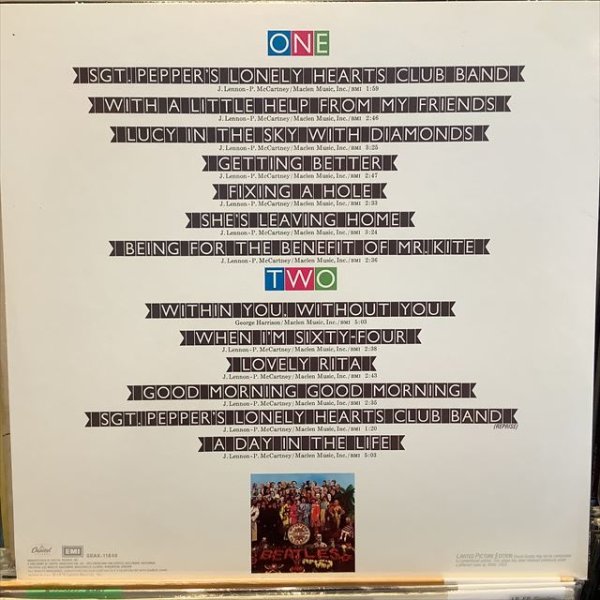 ONE
SGT. PEPPER'S LONELY HEARTS CLUB BAND
J. Lennon-P. McCartney/Maclen Music, Inc./BMI 1:59
WITH A LITTLE HELP FROM MY FRIENDS
J. Lennon-P. McCartney/Maclen Music, Inc./BMI 2:46
LUCY IN THE SKY WITH DIAMONDS
J. Lennon-P. McCartney/Maclen Music, Inc./BMI 3:25
GETTING BETTER
J. Lennon-P. McCartney/Maclen Music, Inc./BMI 2:47
FIXING A HOLE
J. Lennon-P. McCartney/Maclen Music, Inc./BMI 2:33
SHE'S LEAVING HOME
J. Lennon-P. McCartney/Maclen Music, Inc./BMI 3:24
BEING FOR THE BENEFIT OF MR. KITE
J. Lennon-P. McCartney/Maclen Music, Inc./BMI 2:36
TWO
WITHIN YOU, WITHOUT YOU
George Harrison/Maclen Music, Inc./BMI 5:03
WHEN I'M SIXTY-FOUR
J. Lennon-P. McCartney/Maclen Music, Inc./BMI 2:38
LOVELY RITA
J. Lennon-P. McCartney/Maclen Music, Inc./BMI 2:43
GOOD MORNING GOOD MORNING
J. Lennon-P. McCartney/Maclen Music, Inc./BMI 2:35
SGT. PEPPER'S LONELY HEARTS CLUB BAND
(REPRISE)
J. Lennon-P. McCartney/Maclen Music, Inc./BMI 1:20
A DAY IN THE LIFE
J. Lennon-P. McCartney/Maclen Music, Inc./BMI 5:03
BEATLES
Capitol EMI SEAX-11840
LIMITED PICTURE EDITION